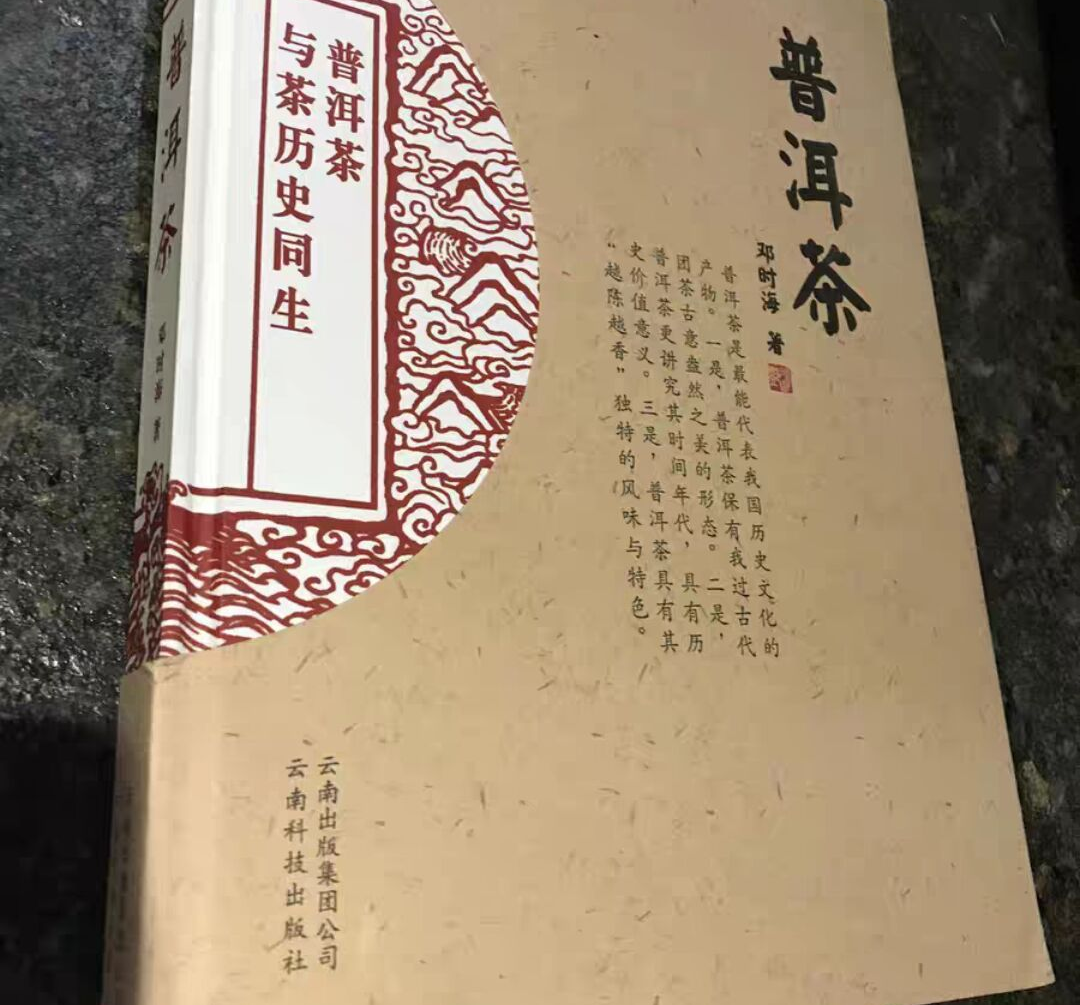 普洱茶
邓时海 著
普洱茶是最能代表我国历史文化的
产物。一是，普洱茶保有我过古代
团茶古意盎然之美的形态。二是，
普洱茶更讲究其时间年代，具有历
史价值意义。三是，普洱茶具有其
“越陈越香”独特的风味与特色。
普洱茶
与茶历史同生
普洱茶
邓时海 著
云南出版集团公司
云南科技出版社